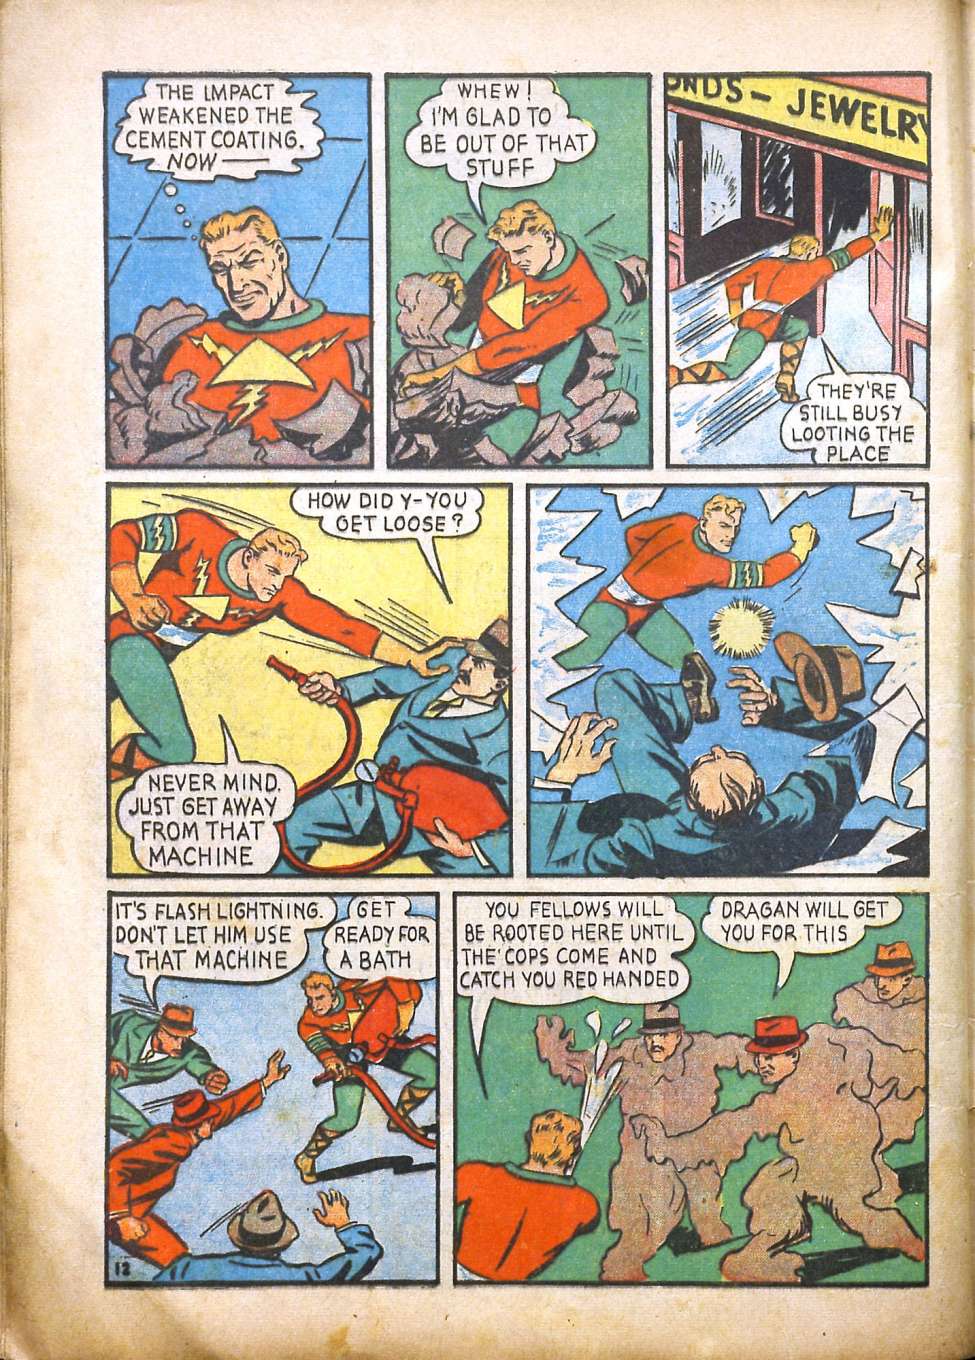 THE IMPACT
WEAKENED THE
CEMENT COATING.
NOW —
WHEW!
I'M GLAD TO
BE OUT OF THAT
STUFF
ONDS - JEWELRY
THEY'RE
STILL BUSY
LOOTING THE
PLACE
HOW DID Y-YOU
GET LOOSE?
NEVER MIND.
JUST GET AWAY
FROM THAT
MACHINE
IT'S FLASH LIGHTNING.
DON'T LET HIM USE
THAT MACHINE
GET
READY FOR
A BATH
12
YOU FELLOWS WILL
BE ROOTED HERE UNTIL
THE COPS COME AND
CATCH YOU RED HANDED
DRAGAN WILL GET
YOU FOR THIS